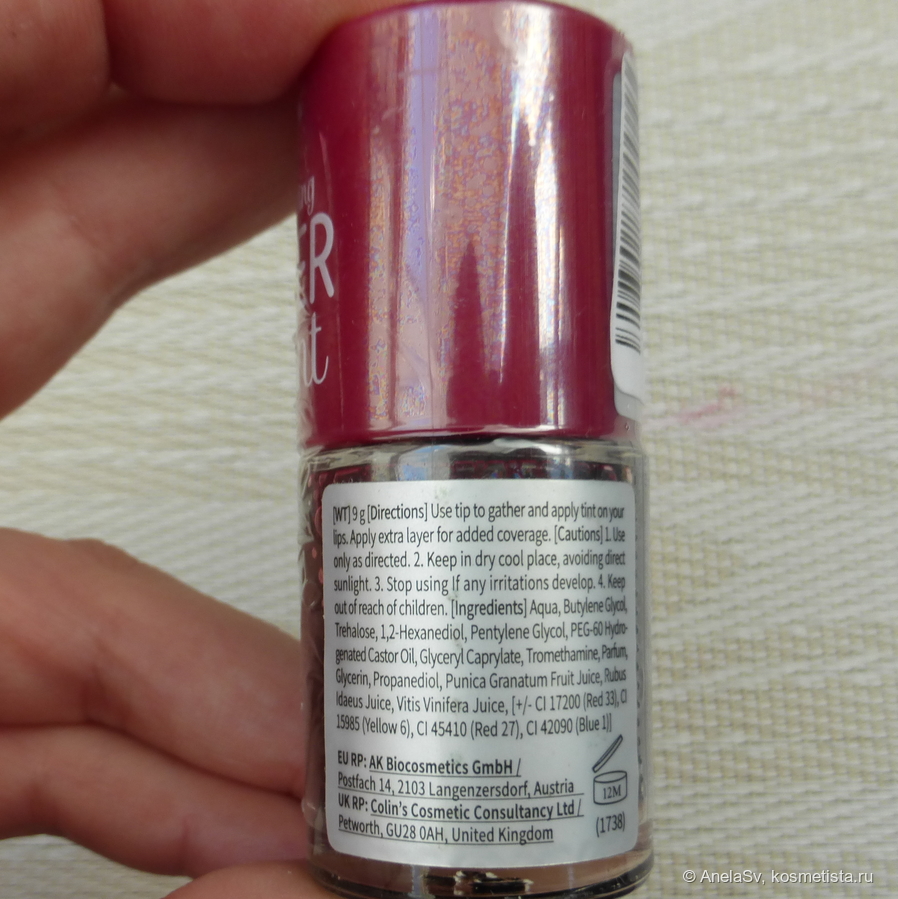 [WT] 9 g [Directions] Use tip to gather and apply tint on your
lips. Apply extra layer for added coverage. [Cautions] 1. Use
only as directed. 2. Keep in dry cool place, avoiding direct
sunlight. 3. Stop using If any irritations develop. 4. Keep
out of reach of children. [Ingredients] Aqua, Butylene Glycol,
Trehalose, 1,2-Hexanediol, Pentylene Glycol, PEG-60 Hydro-
genated Castor Oil, Glyceryl Caprylate, Tromethamine, Parfum,
Glycerin, Propanediol, Punica Granatum Fruit Juice, Rubus
Idaeus Juice, Vitis Vinifera Juice, [+/- CI 17200 (Red 33), CI
15985 (Yellow 6), CI 45410 (Red 27), CI 42090 (Blue 1)]
EU RP: AK Biocosmetics GmbH /
Postfach 14, 2103 Langenzersdorf, Austria
UK RP: Colin's Cosmetic Consultancy Ltd /
Petworth, GU28 0AH, United Kingdom
12M
(1738)
© AnelaSv, kosmetista.ru